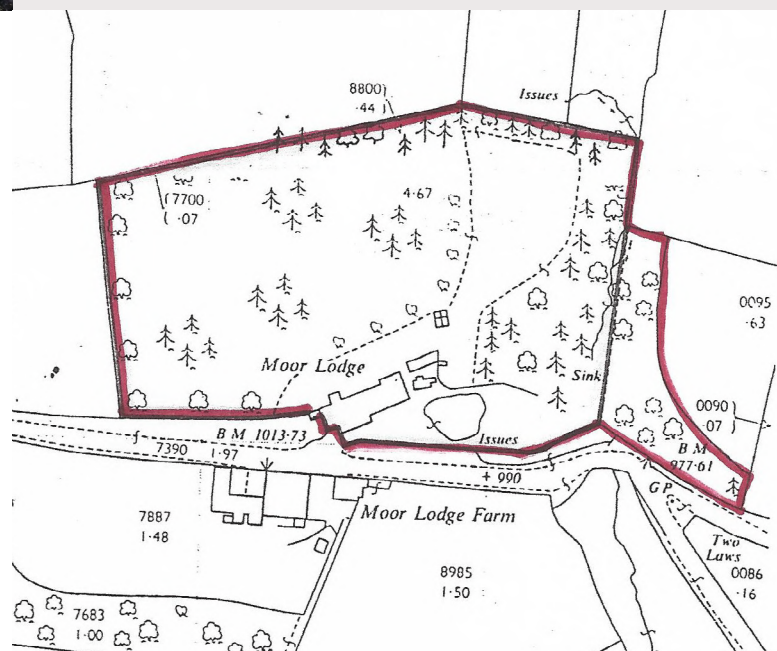 8800
·44
Issues
7700
·07
4·67
0095
·63
Moor Lodge
Sink
0090
·07
B M 1013·73
Issues
B M
977·61
7390 1·97
+ 990
G P
Moor Lodge Farm
7887
1·48
Two
Laws
8985
1·50
0086
·16
7683
1·00